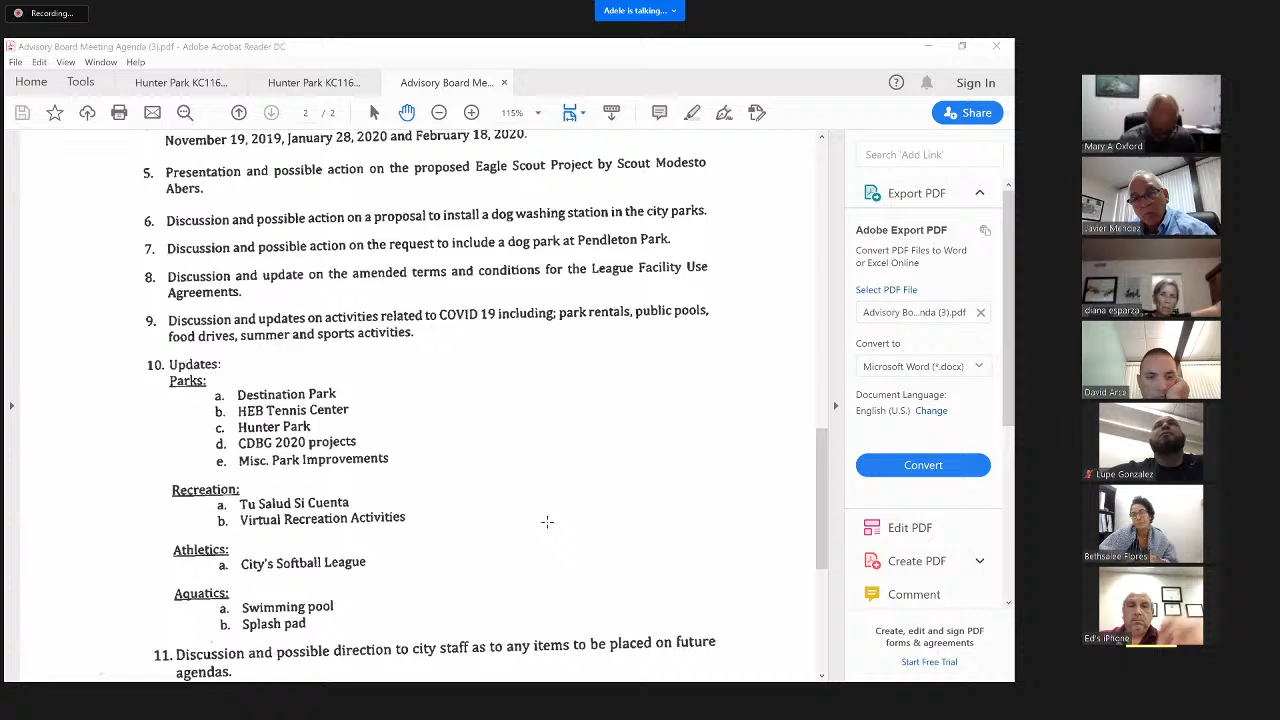 Recording...
Adele is talking...
Advisory Board Meeting Agenda (3).pdf - Adobe Acrobat Reader DC
File Edit View Window Help
Home Tools Hunter Park KC116... Hunter Park KC116... Advisory Board Me... × Sign In
2 / 2 115% Share
November 19, 2019, January 28, 2020 and February 18, 2020.
5. Presentation and possible action on the proposed Eagle Scout Project by Scout Modesto
Abers.
6. Discussion and possible action on a proposal to install a dog washing station in the city parks.
7. Discussion and possible action on the request to include a dog park at Pendleton Park.
8. Discussion and update on the amended terms and conditions for the League Facility Use
Agreements.
9. Discussion and updates on activities related to COVID 19 including; park rentals, public pools,
food drives, summer and sports activities.
10. Updates:
Parks:
a. Destination Park
b. HEB Tennis Center
c. Hunter Park
d. CDBG 2020 projects
e. Misc. Park Improvements
Recreation:
a. Tu Salud Si Cuenta
b. Virtual Recreation Activities
Athletics:
a. City's Softball League
Aquatics:
a. Swimming pool
b. Splash pad
11. Discussion and possible direction to city staff as to any items to be placed on future
agendas.
Search 'Add Link'
Export PDF
Adobe Export PDF
Convert PDF Files to Word
or Excel Online
Select PDF File
Advisory Bo...nda (3).pdf
Convert to
Microsoft Word (*.docx)
Document Language:
English (U.S.) Change
Convert
Edit PDF
Create PDF
Comment
Create, edit and sign PDF
forms & agreements
Start Free Trial
Mary A Oxford
Javier Mendez
diana esparza
David Arce
Lupe Gonzalez
Bethsalee Flores
Ed's iPhone